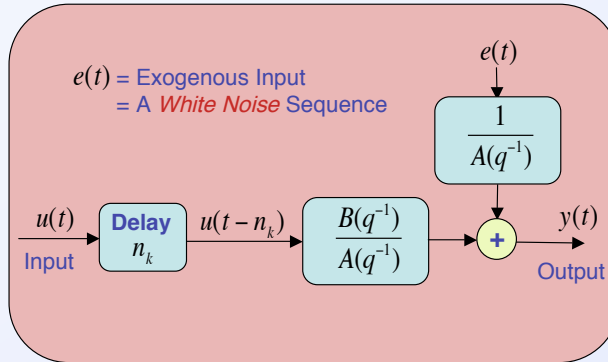 e(t) = Exogenous Input
= A White Noise Sequence
e(t)
1
A(q⁻¹)
u(t)
Input
Delay
nₖ
u(t − nₖ)
B(q⁻¹)
A(q⁻¹)
+
y(t)
Output